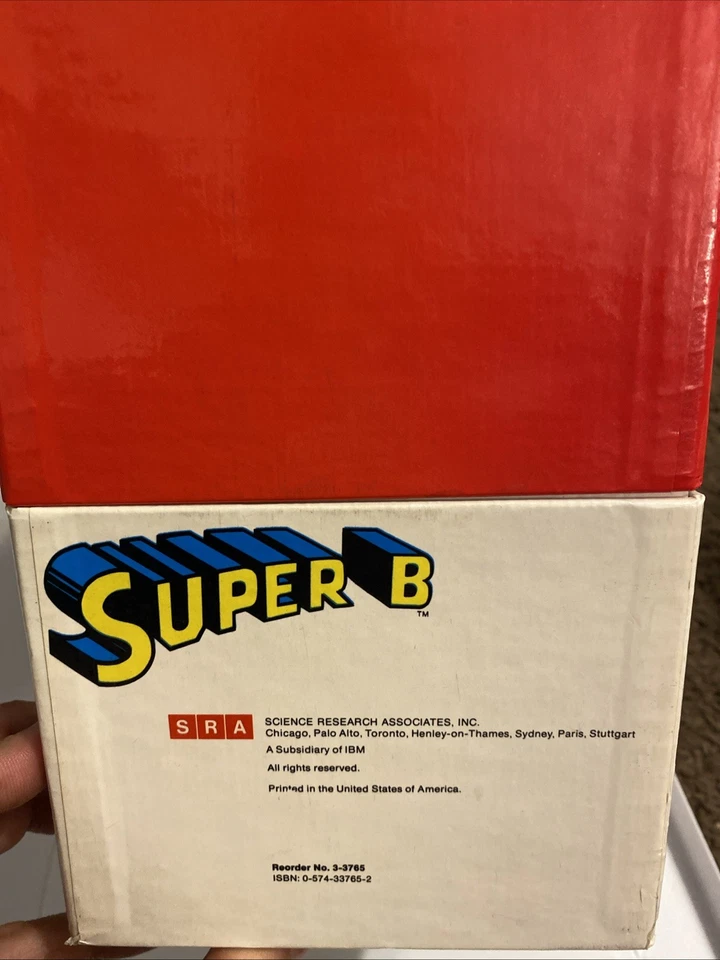 SUPER B
TM
SRA
SCIENCE RESEARCH ASSOCIATES, INC.
Chicago, Palo Alto, Toronto, Henley-on-Thames, Sydney, Paris, Stuttgart
A Subsidiary of IBM
All rights reserved.
Printed in the United States of America.
Reorder No. 3-3765
ISBN: 0-574-33765-2